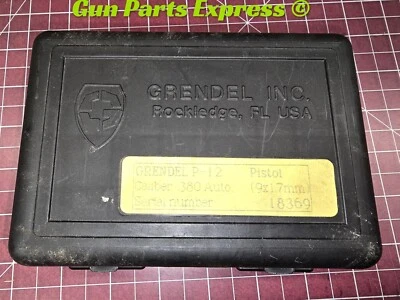 Gun-Parts Express ©
GRENDEL INC.
Rockledge, FL USA
GRENDEL P-12 Pistol
Caliber 380 Auto (9x17mm)
Serial number 18369